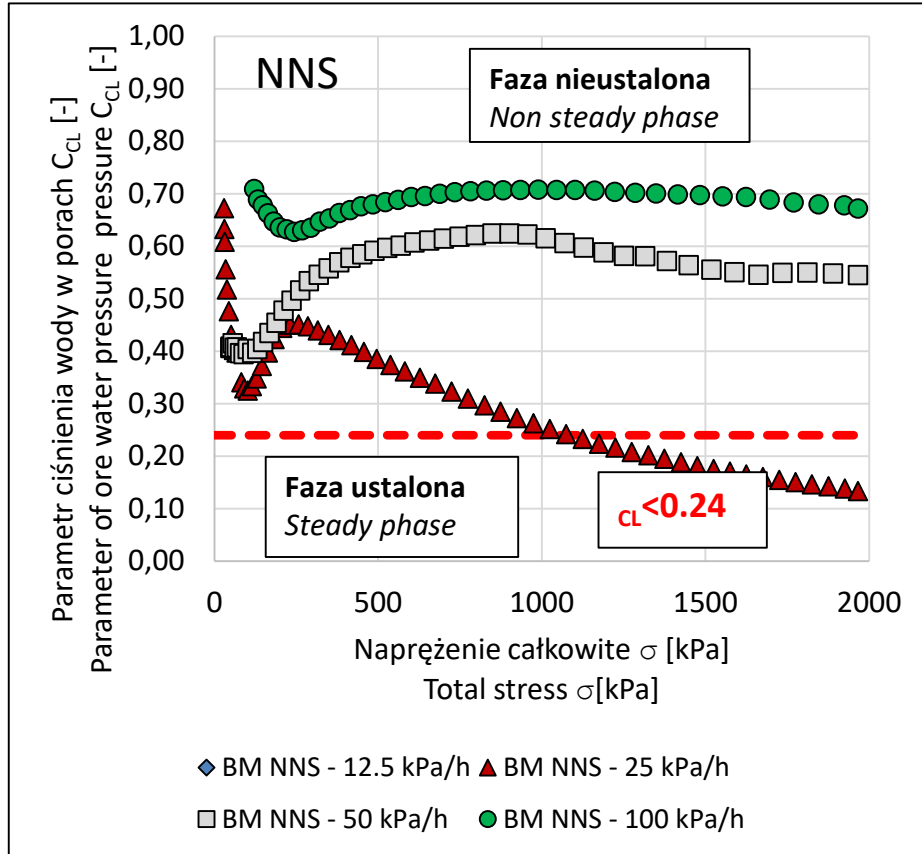 Parametr ciśnienia wody w porach C_CL [-]
Parameter of ore water pressure pressure C_CL [-]
1,00
0,90
0,80
0,70
0,60
0,50
0,40
0,30
0,20
0,10
0,00
NNS
Faza nieustalona
Non steady phase
Faza ustalona
Steady phase
CL<0.24
0 500 1000 1500 2000
Naprężenie całkowite σ [kPa]
Total stress σ[kPa]
BM NNS - 12.5 kPa/h BM NNS - 25 kPa/h
BM NNS - 50 kPa/h BM NNS - 100 kPa/h